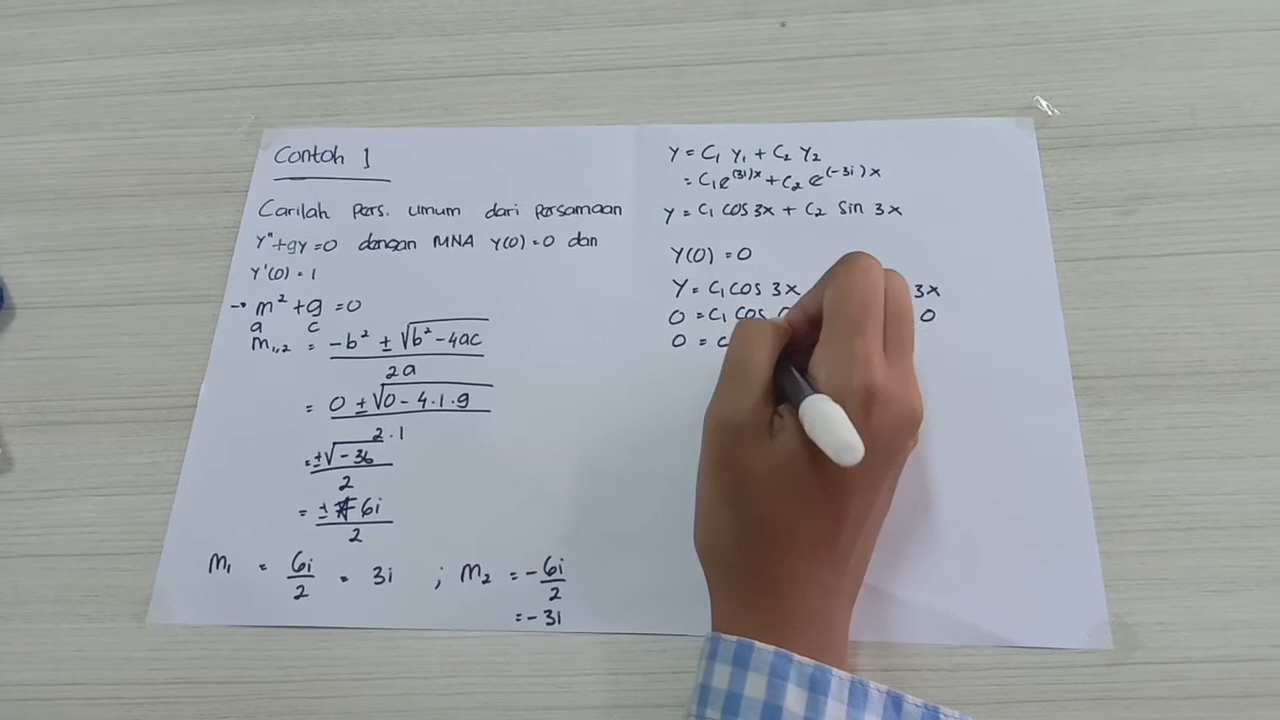 Contoh 1
Carilah Pers. umum dari persamaan
y"+9y=0 dengan MNA y(0)=0 dan
y'(0)=1
→ m² + 9 = 0
a c
m₁,₂ = -b² ± √b² - 4ac
2a
= 0 ± √0 - 4.1.9
2.1
= ±√-36
2
= ± 6i
2
m₁ = 6i/2 = 3i ; m₂ = -6i/2
= -3i
y = C₁ y₁ + C₂ y₂
= C₁e^(3i)x + C₂ e^(-3i)x
y = C₁ cos 3x + C₂ sin 3x
y(0) = 0
y = C₁ cos 3x 3x
0 = C₁ cos 0
0 = C